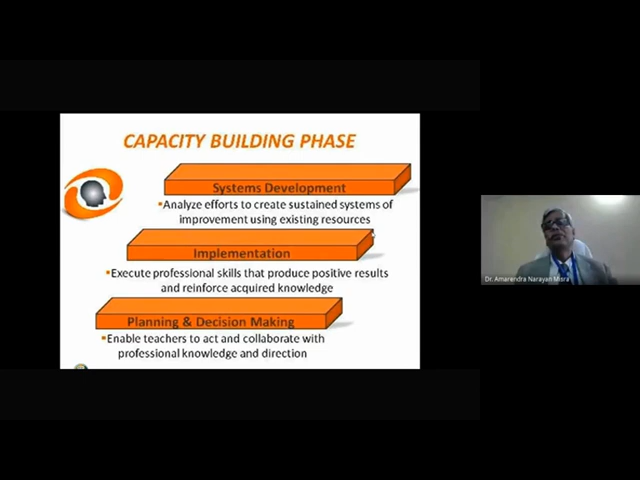 CAPACITY BUILDING PHASE
Systems Development
▪Analyze efforts to create sustained systems of
improvement using existing resources
Implementation
▪Execute professional skills that produce positive results
and reinforce acquired knowledge
Planning & Decision Making
▪Enable teachers to act and collaborate with
professional knowledge and direction
Dr. Amarendra Narayan Misra